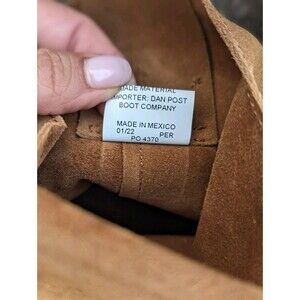 MADE MATERIAL
IMPORTER: DAN POST
BOOT COMPANY
MADE IN MEXICO
01/22 PER
PO 4370